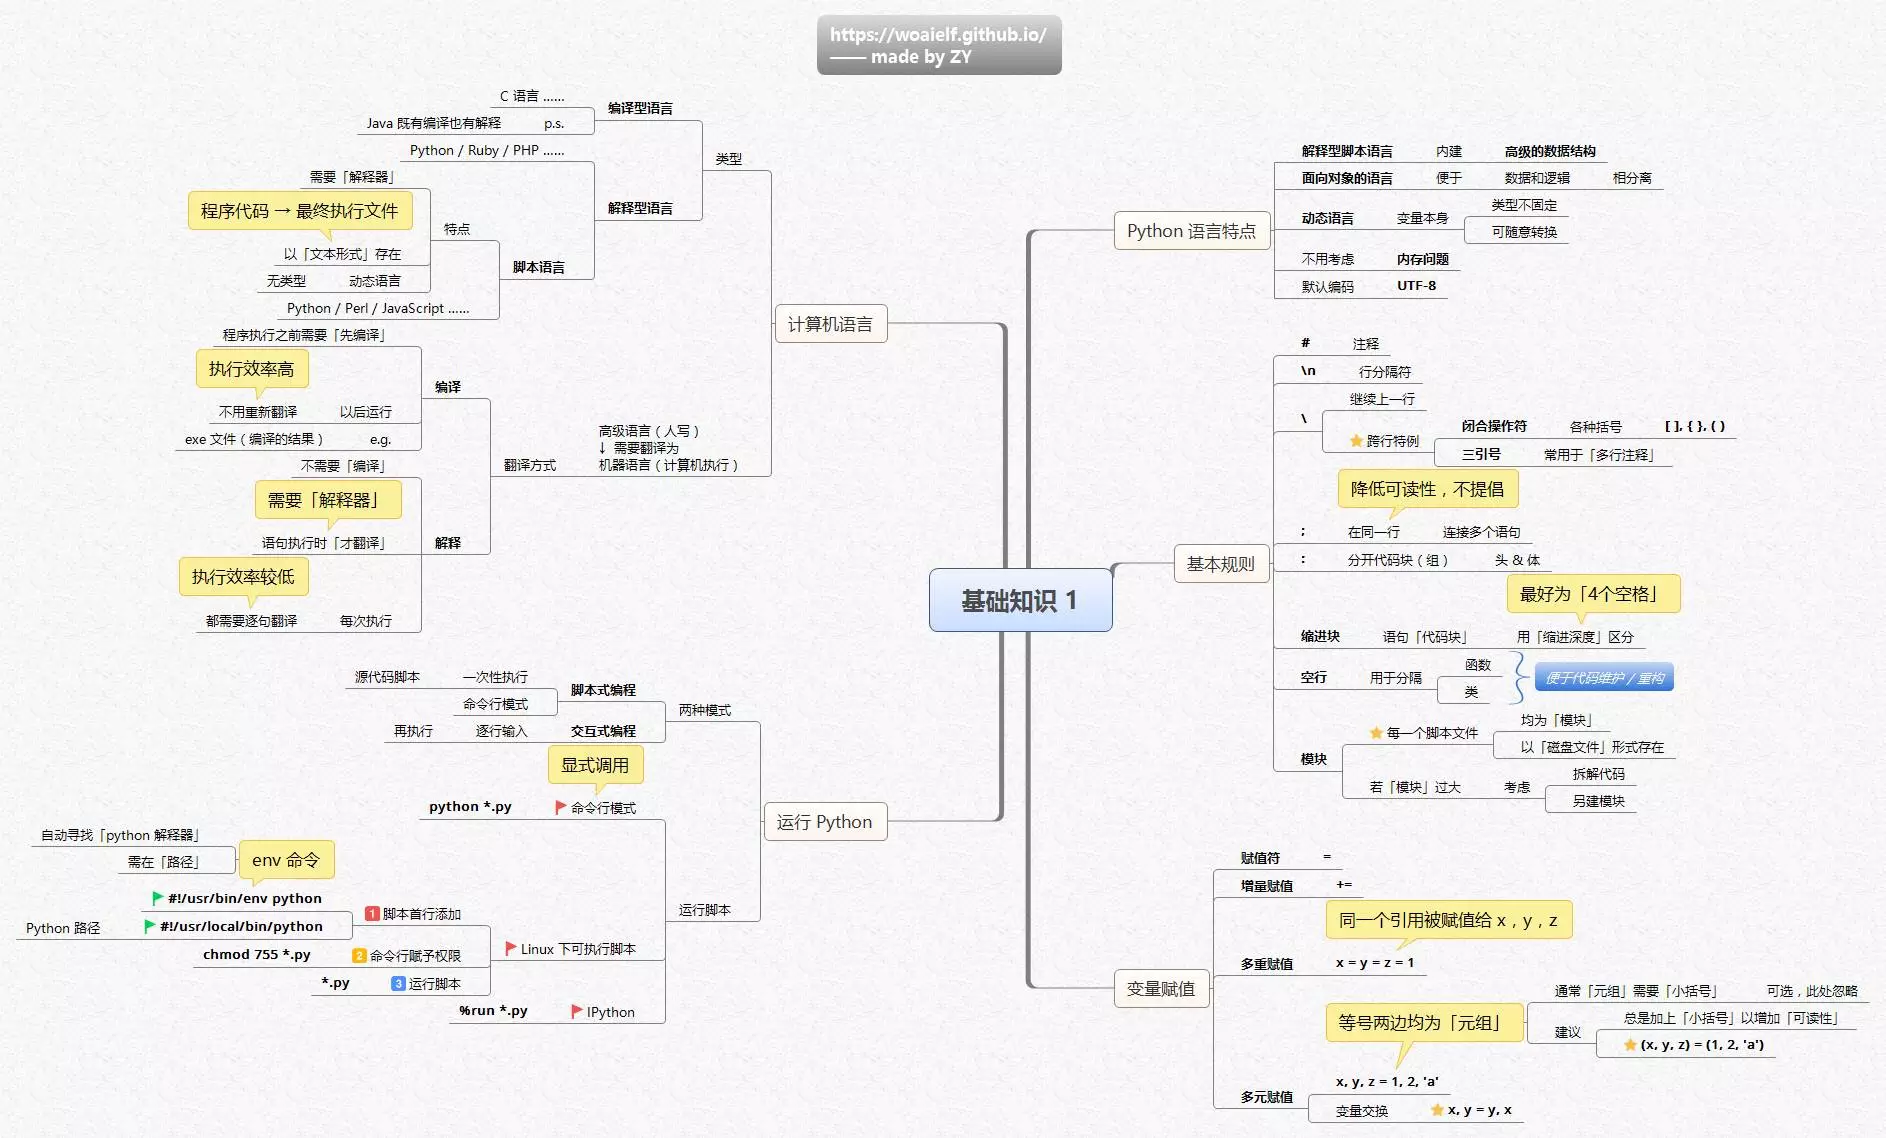 https://woaielf.github.io/
—— made by ZY
基础知识 1
计算机语言
类型
编译型语言
C 语言 ……
p.s.
Java 既有编译也有解释
解释型语言
Python / Ruby / PHP ……
脚本语言
特点
需要「解释器」
程序代码 → 最终执行文件
以「文本形式」存在
动态语言
无类型
Python / Perl / JavaScript ……
高级语言（人写）
↓ 需要翻译为
机器语言（计算机执行）
翻译方式
编译
程序执行之前需要「先编译」
执行效率高
以后运行
不用重新翻译
e.g.
exe 文件（编译的结果）
解释
不需要「编译」
需要「解释器」
语句执行时「才翻译」
执行效率较低
每次执行
都需要逐句翻译
运行 Python
两种模式
脚本式编程
一次性执行
源代码脚本
命令行模式
交互式编程
逐行输入
再执行
运行脚本
显式调用
命令行模式
python *.py
Linux 下可执行脚本
1 脚本首行添加
env 命令
自动寻找「python 解释器」
需在「路径」
#!/usr/bin/env python
#!/usr/local/bin/python
Python 路径
2 命令行赋予权限
chmod 755 *.py
3 运行脚本
*.py
IPython
%run *.py
Python 语言特点
解释型脚本语言
内建
高级的数据结构
面向对象的语言
便于
数据和逻辑
相分离
动态语言
变量本身
类型不固定
可随意转换
不用考虑
内存问题
默认编码
UTF-8
基本规则
#
注释
\n
行分隔符
\
继续上一行
跨行特例
闭合操作符
各种括号
[ ], { }, ( )
三引号
常用于「多行注释」
降低可读性，不提倡
;
在同一行
连接多个语句
:
分开代码块（组）
头 & 体
最好为「4个空格」
缩进块
语句「代码块」
用「缩进深度」区分
空行
用于分隔
函数
类
便于代码维护 / 重构
模块
每一个脚本文件
均为「模块」
以「磁盘文件」形式存在
若「模块」过大
考虑
拆解代码
另建模块
变量赋值
赋值符
=
增量赋值
+=
同一个引用被赋值给 x，y，z
多重赋值
x = y = z = 1
等号两边均为「元组」
通常「元组」需要「小括号」
可选，此处忽略
建议
总是加上「小括号」以增加「可读性」
(x, y, z) = (1, 2, 'a')
多元赋值
x, y, z = 1, 2, 'a'
变量交换
x, y = y, x